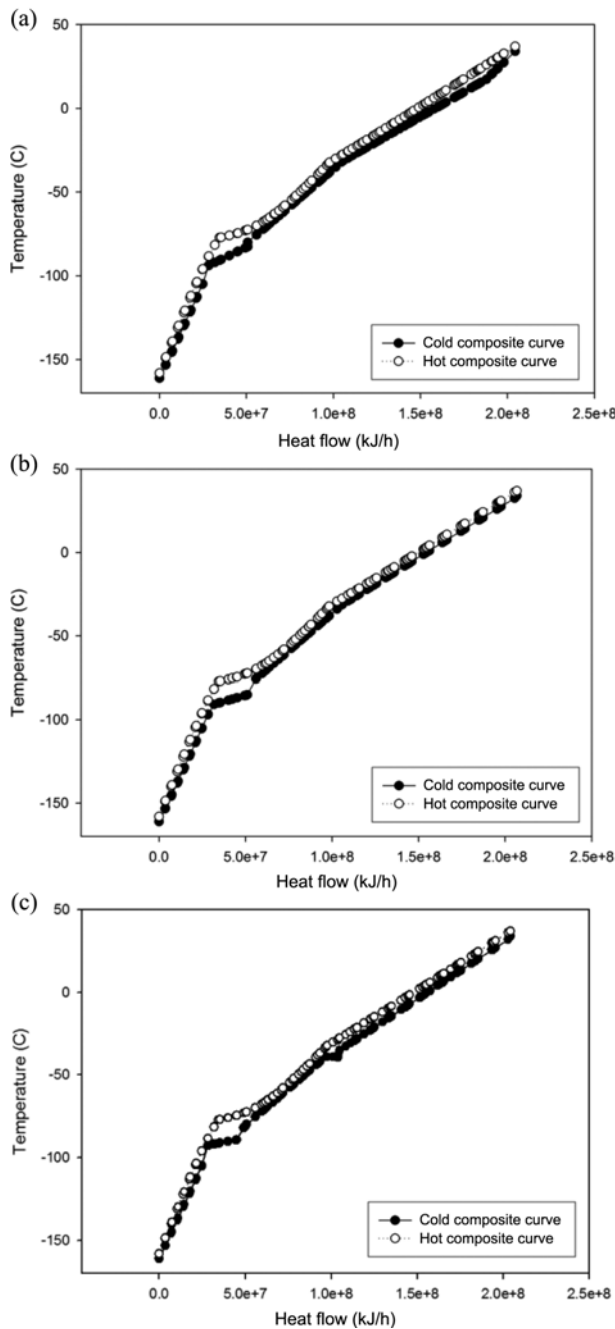 (a)
50
0
-50
-100
-150
Temperature (C)
Cold composite curve
Hot composite curve
0.0 5.0e+7 1.0e+8 1.5e+8 2.0e+8 2.5e+8
Heat flow (kJ/h)
(b)
50
0
-50
-100
-150
Temperature (C)
Cold composite curve
Hot composite curve
0.0 5.0e+7 1.0e+8 1.5e+8 2.0e+8 2.5e+8
Heat flow (kJ/h)
(c)
50
0
-50
-100
-150
Temperature (C)
Cold composite curve
Hot composite curve
0.0 5.0e+7 1.0e+8 1.5e+8 2.0e+8 2.5e+8
Heat flow (kJ/h)